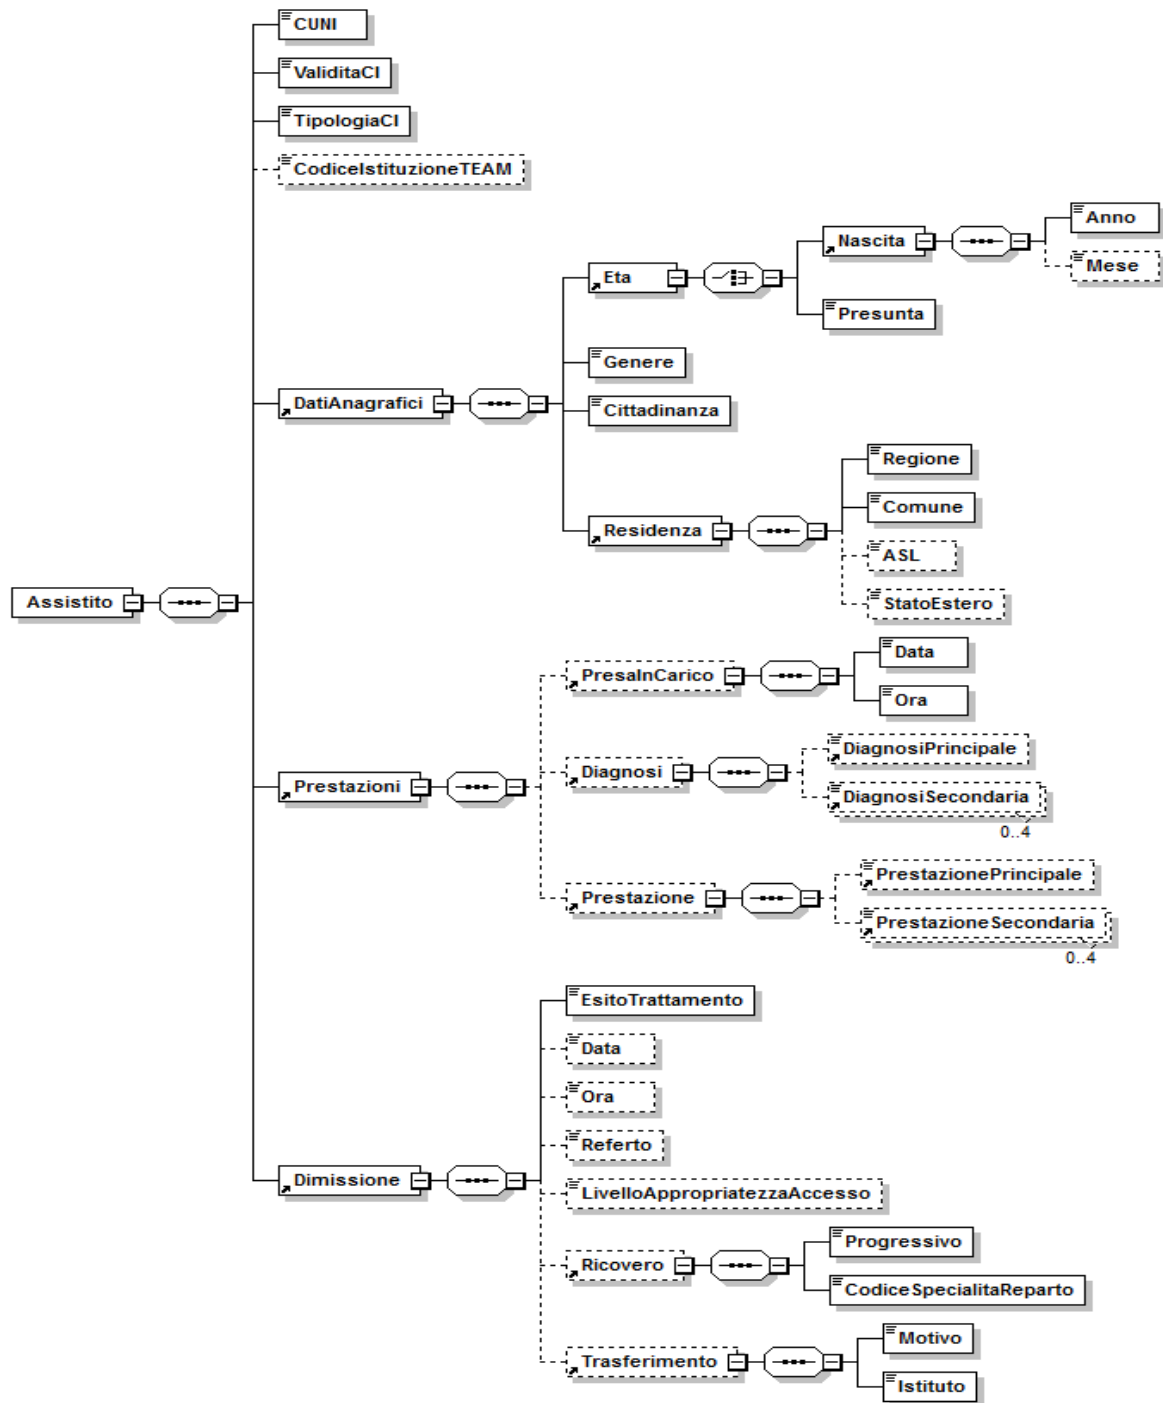 CUNI
ValiditaCI
TipologiaCI
CodiceIstituzioneTEAM
Anno
Nascita
Mese
Eta
Presunta
Genere
DatiAnagrafici
Cittadinanza
Regione
Comune
Residenza
ASL
Assistito
StatoEstero
Data
PresaInCarico
Ora
DiagnosiPrincipale
Diagnosi
Prestazioni
DiagnosiSecondaria
0..4
PrestazionePrincipale
Prestazione
PrestazioneSecondaria
0..4
EsitoTrattamento
Data
Ora
Referto
Dimissione
LivelloAppropriatezzaAccesso
Progressivo
Ricovero
CodiceSpecialitaReparto
Motivo
Trasferimento
Istituto